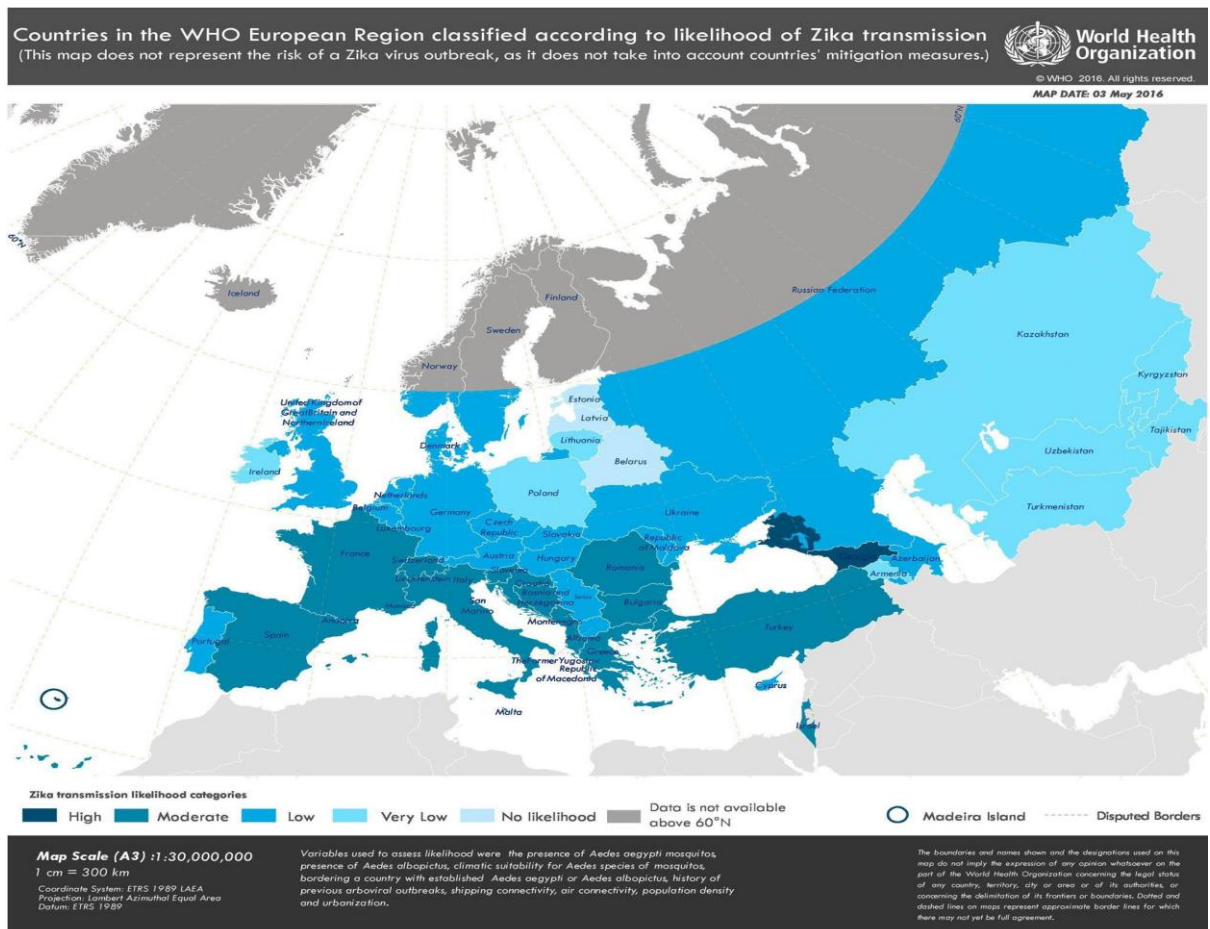 Countries in the WHO European Region classified according to likelihood of Zika transmission
(This map does not represent the risk of a Zika virus outbreak, as it does not take into account countries' mitigation measures.)
World Health
Organization
© WHO 2016. All rights reserved.
MAP DATE: 03 May 2016
60°N
60°N
Iceland
Finland
Russian Federation
Sweden
Kazakhstan
Norway
Kyrgyzstan
Estonia
United Kingdom of
Great Britain and
Northern Ireland
Latvia
Tajikistan
Denmark
Lithuania
Uzbekistan
Belarus
Ireland
Poland
Netherlands
Turkmenistan
Belgium
Germany
Ukraine
Luxembourg
Czech
Republic
Slovakia
Republic
of Moldova
France
Austria
Hungary
Azerbaijan
Switzerland
Slovenia
Romania
Armenia
Liechtenstein
Italy
Croatia
Bosnia and
Herzegovina
Serbia
San
Marino
Bulgaria
Monaco
Andorra
Montenegro
Turkey
Portugal
Spain
Albania
Greece
The Former Yugoslav
Republic
of Macedonia
Cyprus
Malta
Israel
Zika transmission likelihood categories
High
Moderate
Low
Very Low
No likelihood
Data is not available
above 60°N
Madeira Island
Disputed Borders
Map Scale (A3) :1:30,000,000
1 cm = 300 km
Coordinate System: ETRS 1989 LAEA
Projection: Lambert Azimuthal Equal Area
Datum: ETRS 1989
Variables used to assess likelihood were the presence of Aedes aegypti mosquitos,
presence of Aedes albopictus, climatic suitability for Aedes species of mosquitos,
bordering a country with established Aedes aegypti or Aedes albopictus, history of
previous arboviral outbreaks, shipping connectivity, air connectivity, population density
and urbanization.
The boundaries and names shown and the designations used on this
map do not imply the expression of any opinion whatsoever on the
part of the World Health Organization concerning the legal status
of any country, territory, city or area or of its authorities, or
concerning the delimitation of its frontiers or boundaries. Dotted and
dashed lines on maps represent approximate border lines for which
there may not yet be full agreement.